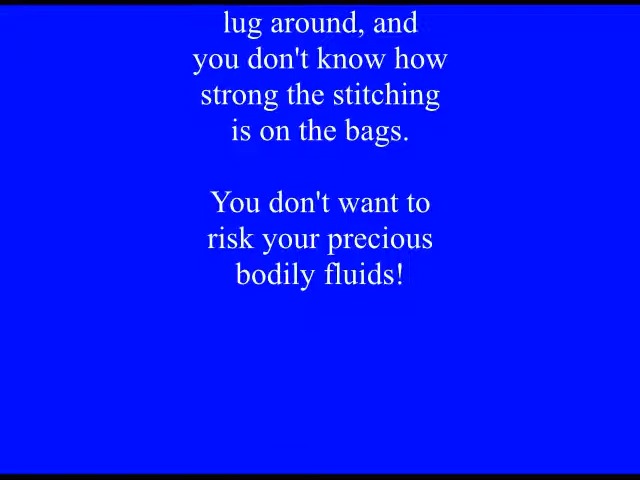 lug around, and
you don't know how
strong the stitching
is on the bags.
You don't want to
risk your precious
bodily fluids!